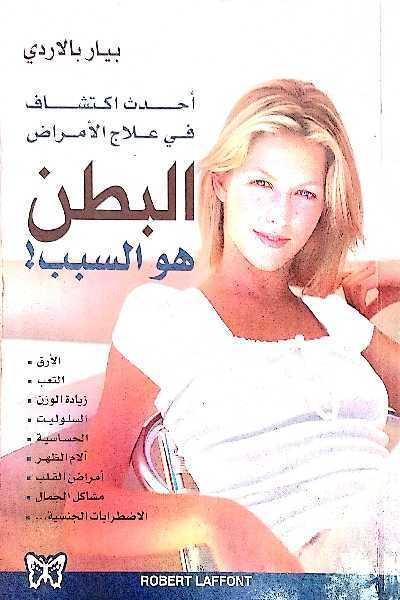 بيار بالاردي
أحدث اكتشاف
في علاج الأمراض
البطن
هو السبب!
الأرق
التعب
زيادة الوزن
السلوليت
الحساسية
آلام الظهر
أمراض القلب
مشاكل الجمال
الاضطرابات الجنسية...
ROBERT LAFFONT